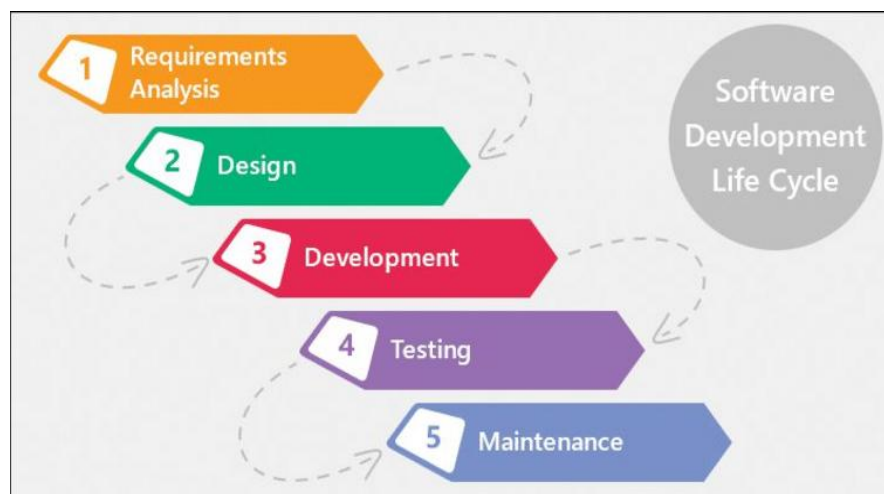 1
Requirements
Analysis
Software
Development
Life Cycle
2
Design
3
Development
4
Testing
5
Maintenance